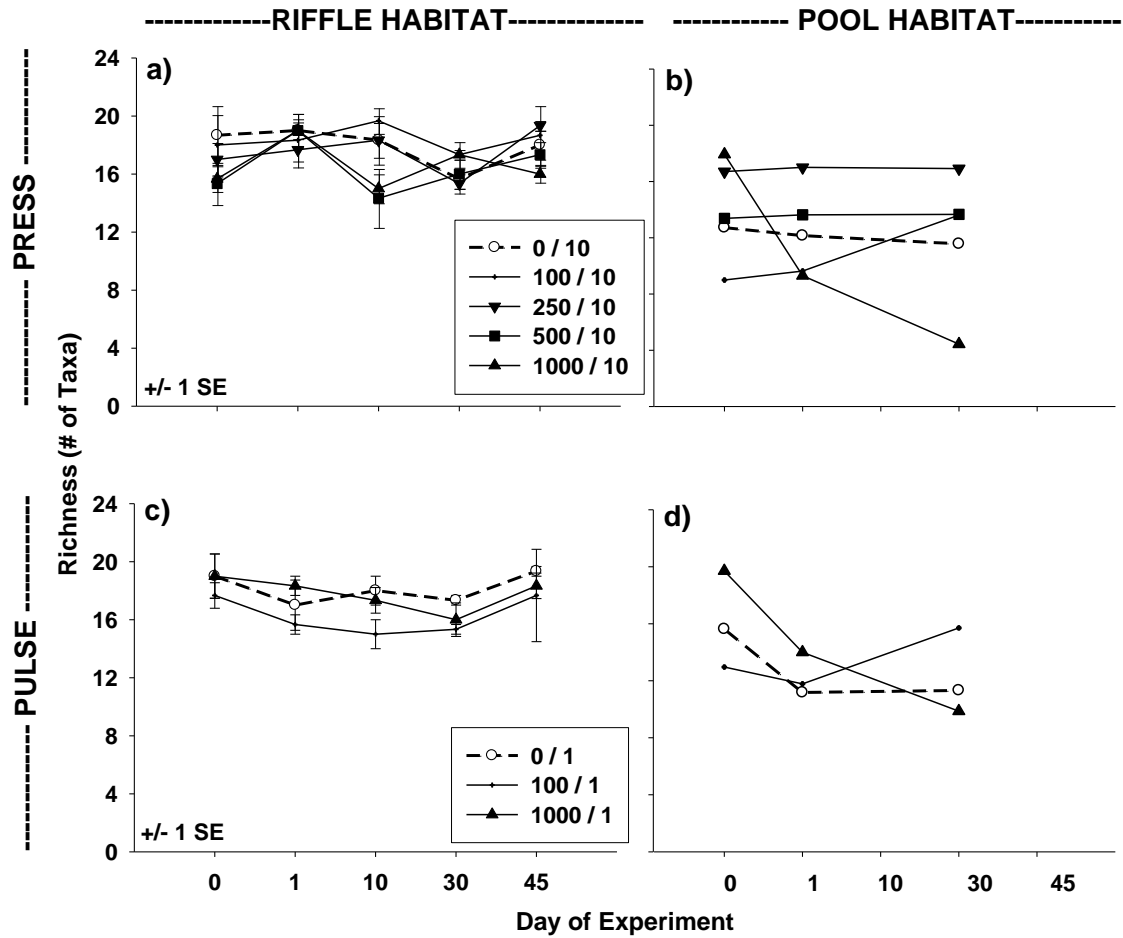 -------------RIFFLE HABITAT--------------
-------------POOL HABITAT-------------
------------PRESS------------
a)
24
20
16
12
8
4
0
0 / 10
100 / 10
250 / 10
500 / 10
1000 / 10
+/- 1 SE
b)
Richness (# of Taxa)
------------PULSE------------
c)
24
20
16
12
8
4
0
0 / 1
100 / 1
1000 / 1
+/- 1 SE
d)
0 1 10 30 45
0 1 10 30 45
Day of Experiment